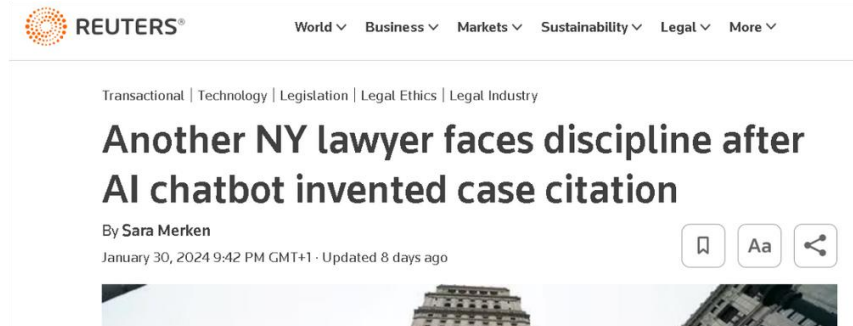 REUTERS®
World Business Markets Sustainability Legal More
Transactional | Technology | Legislation | Legal Ethics | Legal Industry
Another NY lawyer faces discipline after
AI chatbot invented case citation
By Sara Merken
Aa
January 30, 2024 9:42 PM GMT+1 · Updated 8 days ago